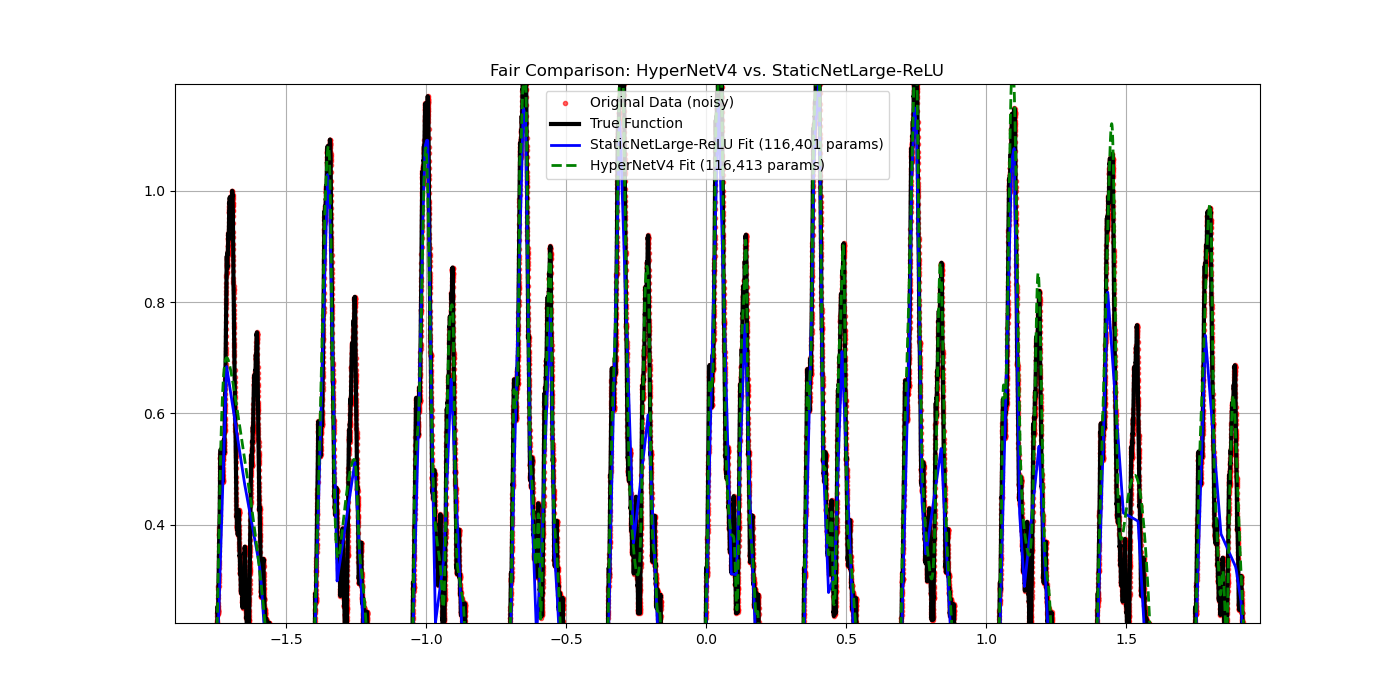 Fair Comparison: HyperNetV4 vs. StaticNetLarge-ReLU
Original Data (noisy)
True Function
StaticNetLarge-ReLU Fit (116,401 params)
HyperNetV4 Fit (116,413 params)
1.0
0.8
0.6
0.4
−1.5 −1.0 −0.5 0.0 0.5 1.0 1.5